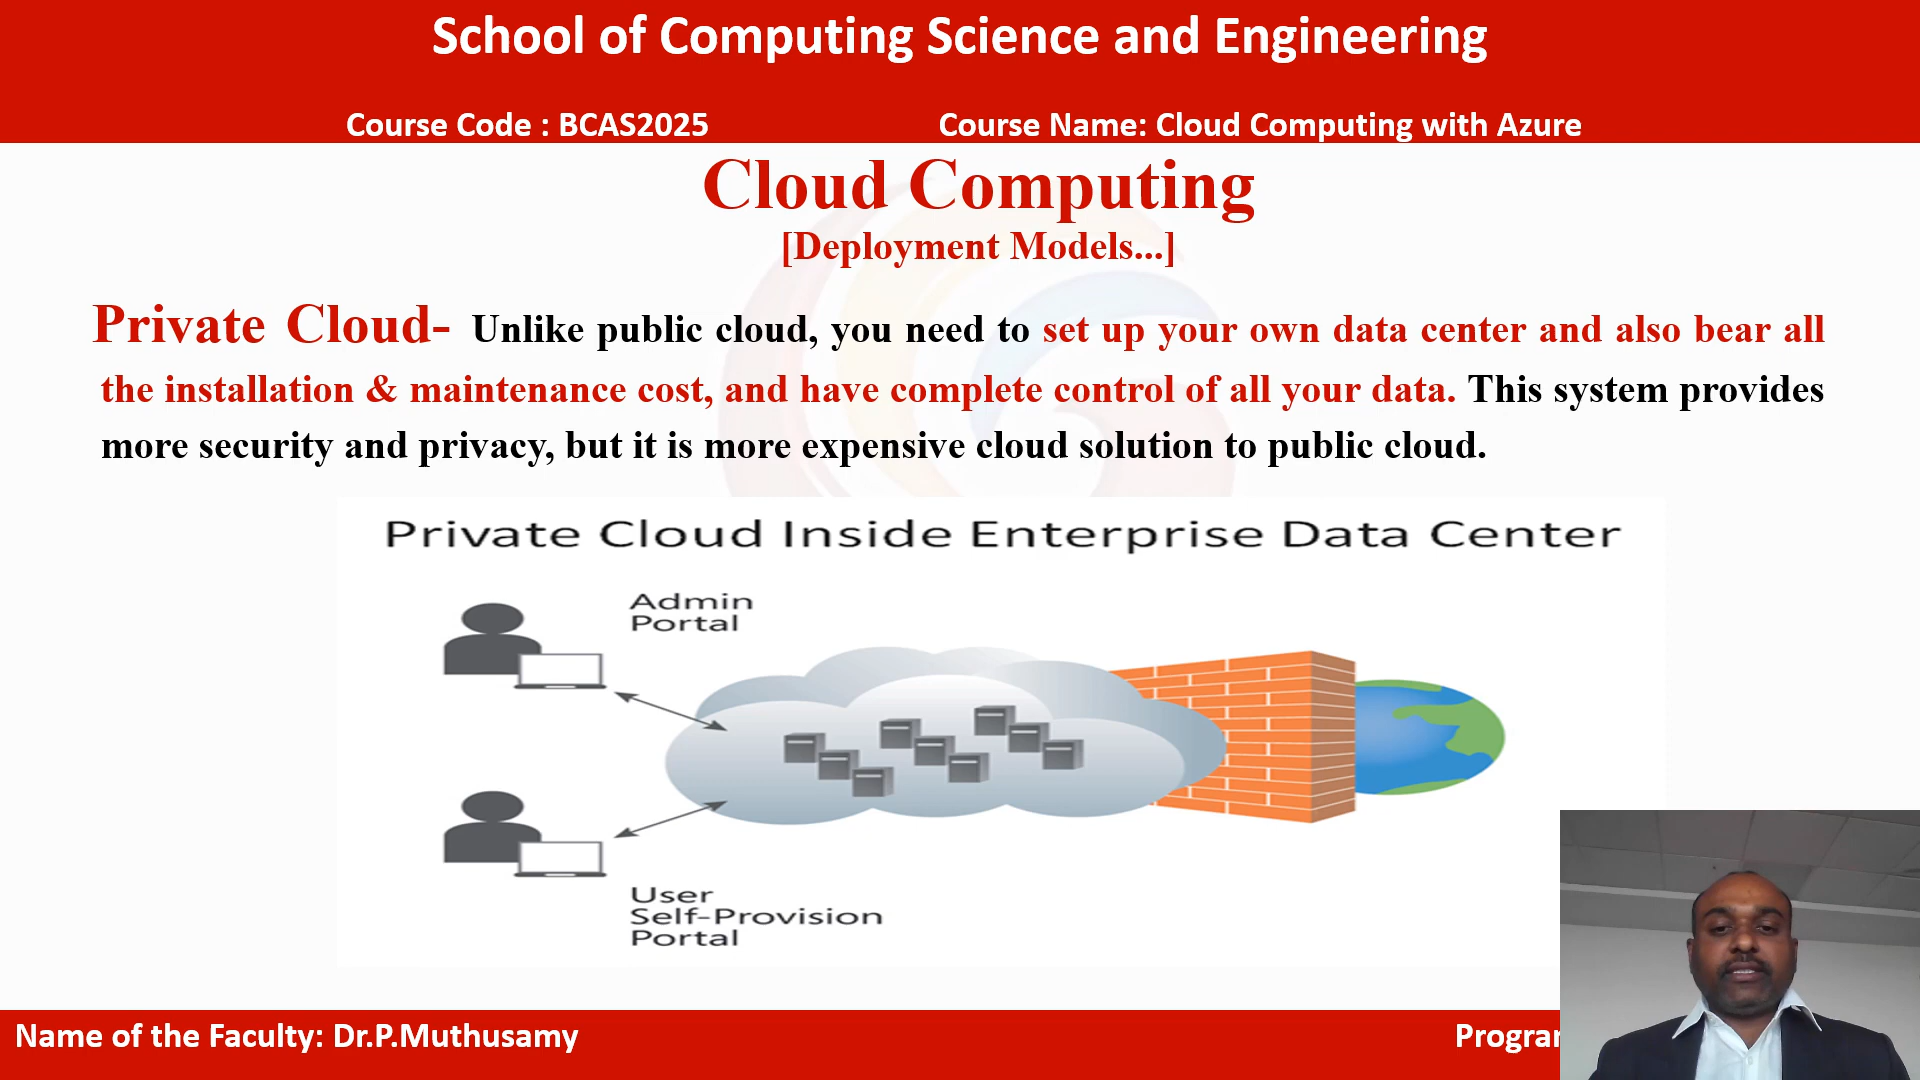 School of Computing Science and Engineering
Course Code : BCAS2025 Course Name: Cloud Computing with Azure
Cloud Computing
[Deployment Models...]
Private Cloud- Unlike public cloud, you need to set up your own data center and also bear all
the installation & maintenance cost, and have complete control of all your data. This system provides
more security and privacy, but it is more expensive cloud solution to public cloud.
Private Cloud Inside Enterprise Data Center
Admin
Portal
User
Self-Provision
Portal
Name of the Faculty: Dr.P.Muthusamy